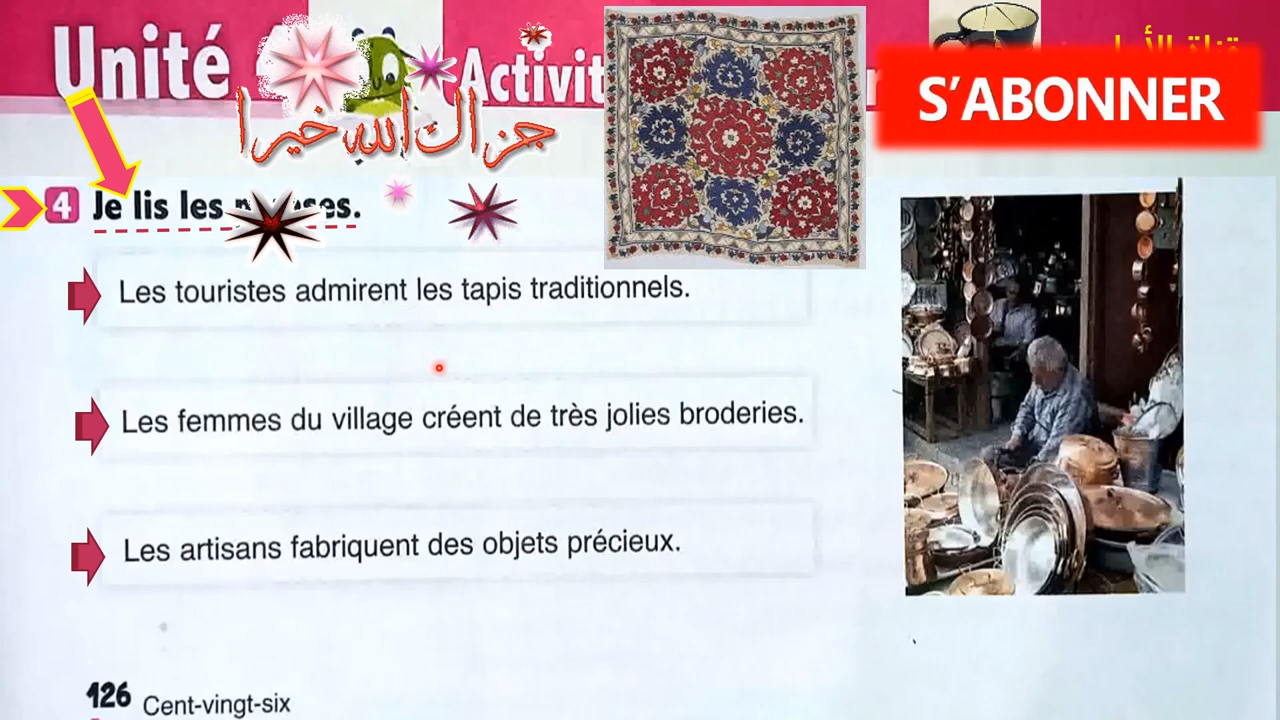 Unité
Activit
S'ABONNER
جزاك الله خيرا
4 Je lis les
Les touristes admirent les tapis traditionnels.
Les femmes du village créent de très jolies broderies.
Les artisans fabriquent des objets précieux.
126 Cent-vingt-six